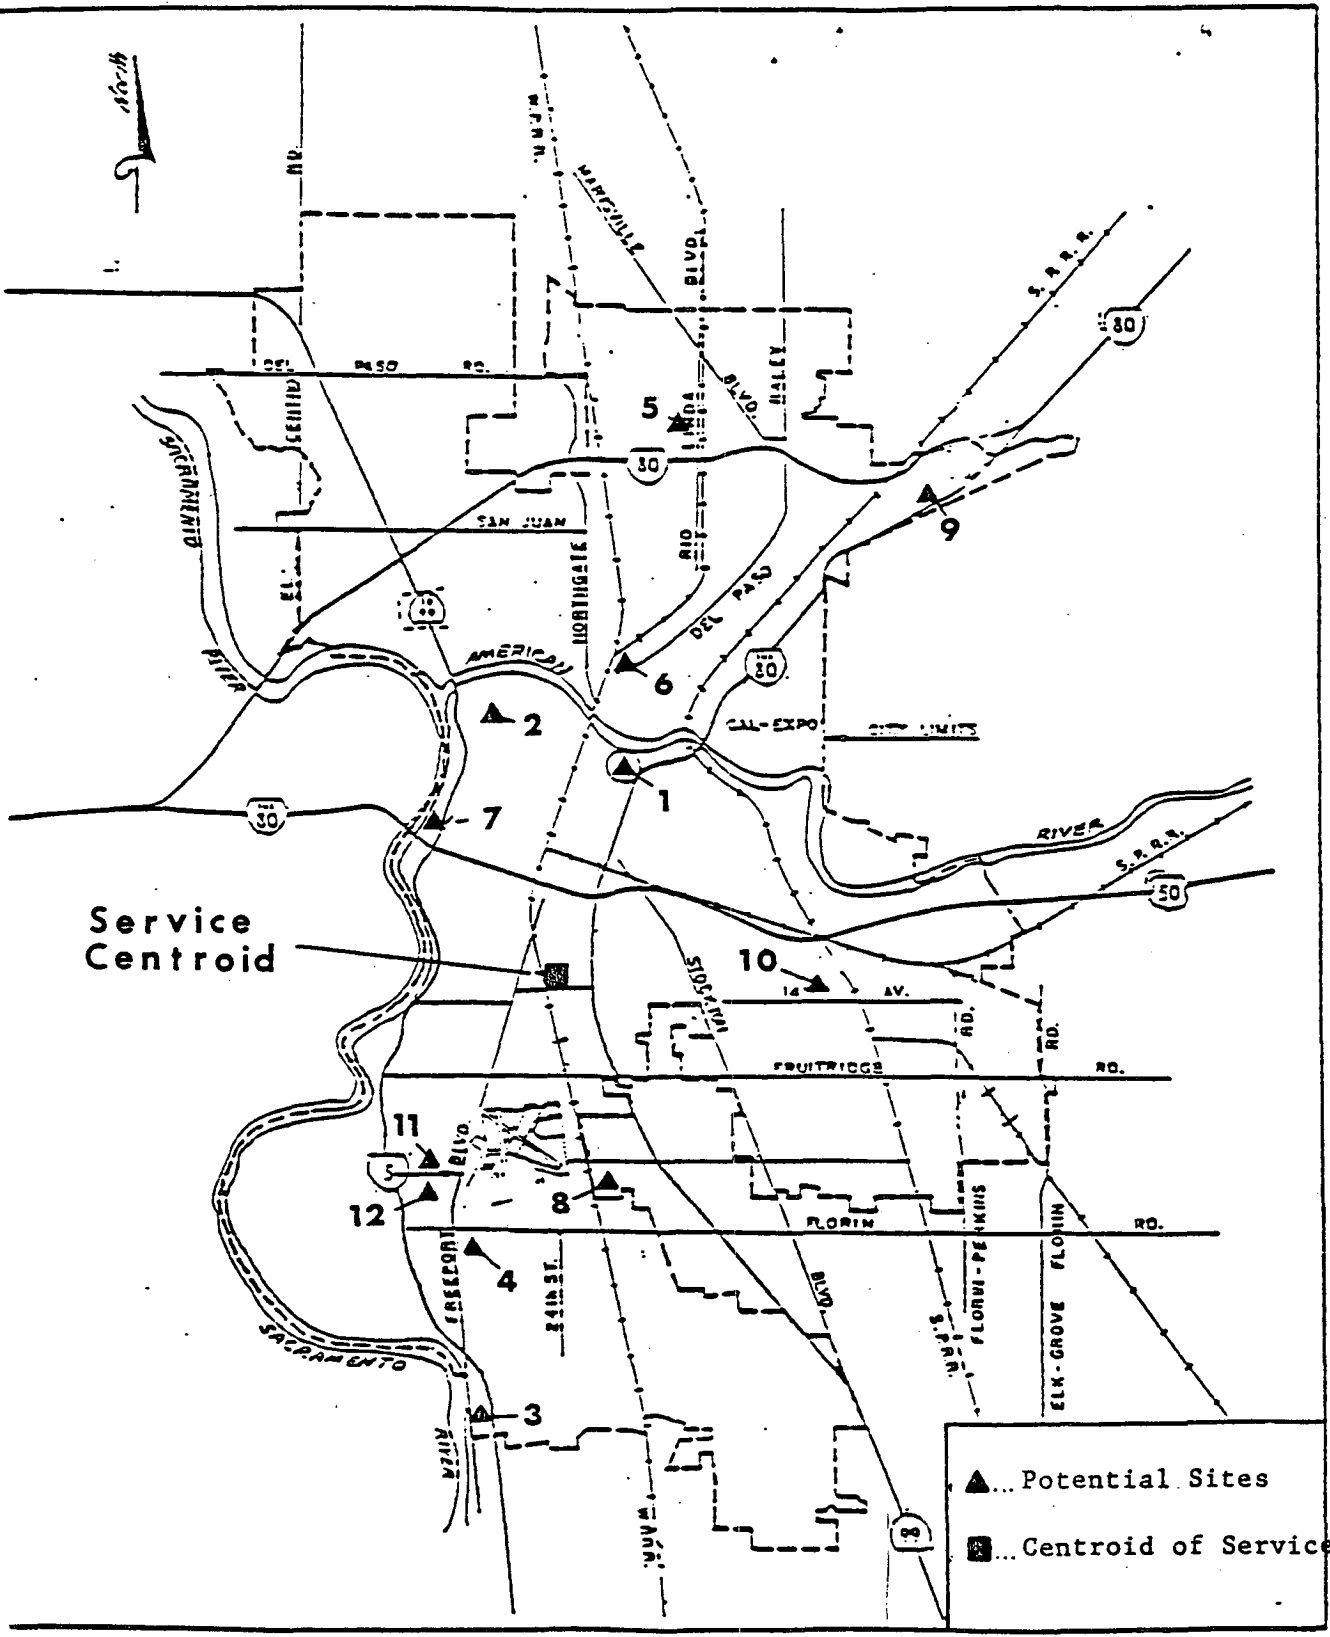 North
RD.
W.P.R.R.
MARYSVILLE
BLVD.
S. P. R. R.
80
DEL PASO RD.
EL CENTRO
BLVD.
RALEY
5
LINDA
80
SACRAMENTO
RIVER
SAN JUAN
NORTHGATE
RIO
9
DEL PASO
AMERICAN
6
80
2
CAL-EXPO
CITY LIMITS
1
80
7
RIVER
S. P. R. R.
50
Service
Centroid
10
STOCKTON
14 AV.
RD.
RD.
FRUITRIDGE RD.
11
BLVD.
5
12
8
FLORIN RD.
FREEPORT
4
24TH ST.
BLVD
S.P.R.R.
FLORIN-PERKINS
ELK-GROVE FLORIN
SACRAMENTO
RIVER
3
W.P.R.R.
99
▲... Potential Sites
■... Centroid of Service